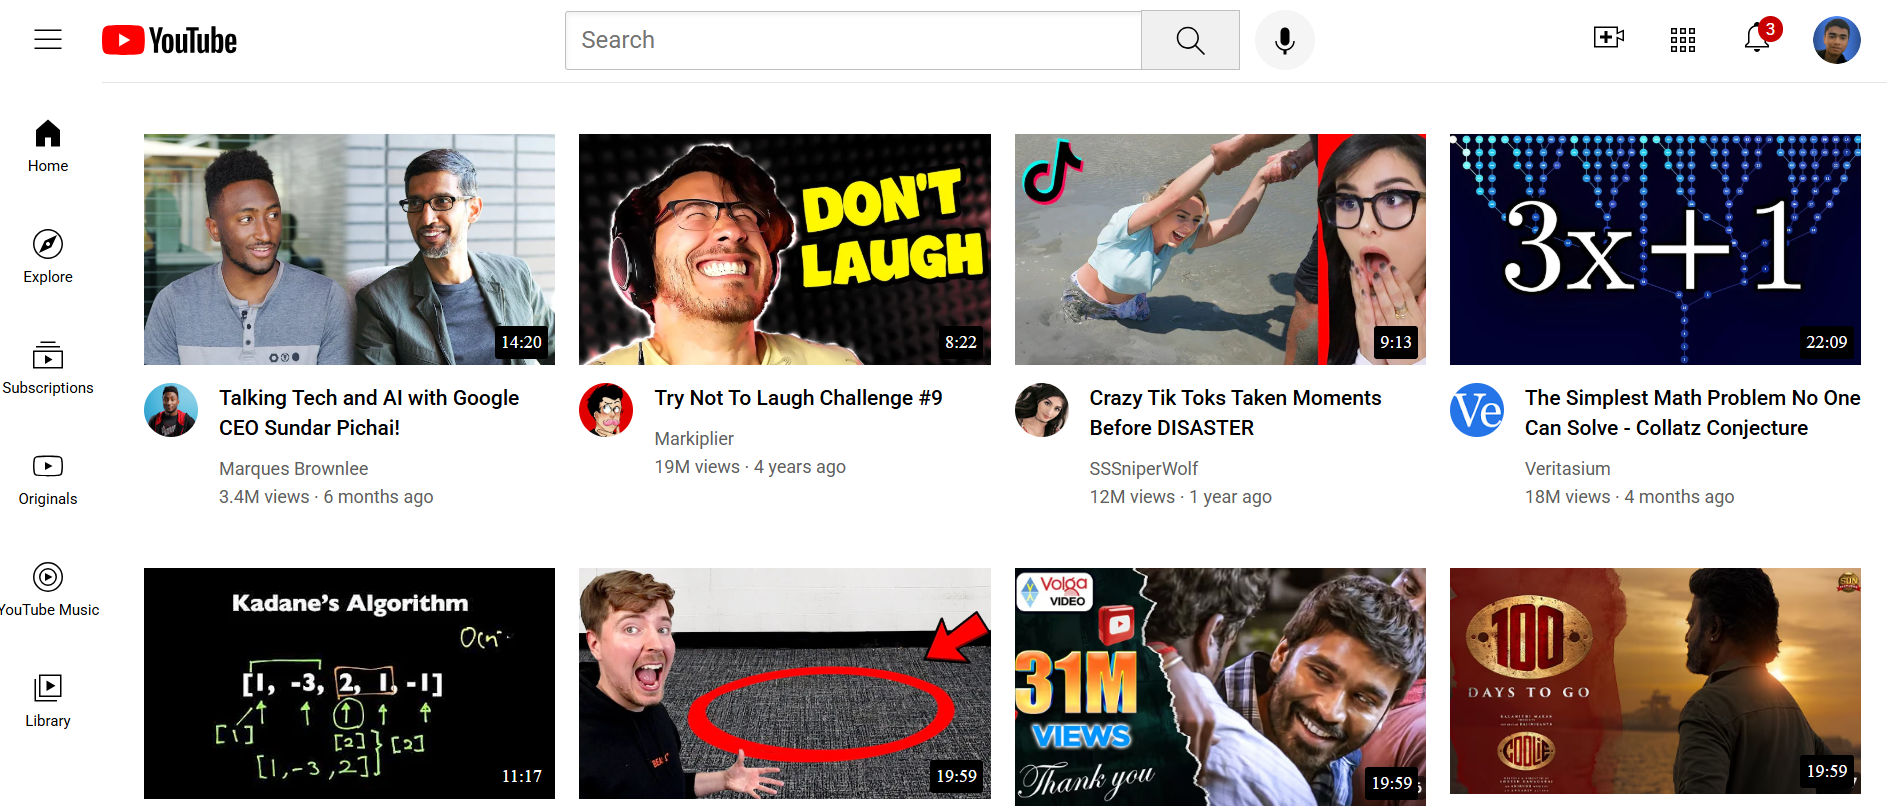 YouTube
Search
3
Home
Explore
Subscriptions
Originals
YouTube Music
Library
14:20
Talking Tech and AI with Google
CEO Sundar Pichai!
Marques Brownlee
3.4M views · 6 months ago
DON'T
LAUGH
8:22
Try Not To Laugh Challenge #9
Markiplier
19M views · 4 years ago
9:13
Crazy Tik Toks Taken Moments
Before DISASTER
SSSniperWolf
12M views · 1 year ago
3x+1
22:09
Ve
The Simplest Math Problem No One
Can Solve - Collatz Conjecture
Veritasium
18M views · 4 months ago
Kadane's Algorithm
[1, -3, 2, 1, -1]
[1]
[2]
[2]
[1,-3,2]
11:17
19:59
Volga
VIDEO
31M
VIEWS
Thank you
19:59
SUN
100
DAYS TO GO
KALANITHI MARAN
COOLIE
19:59